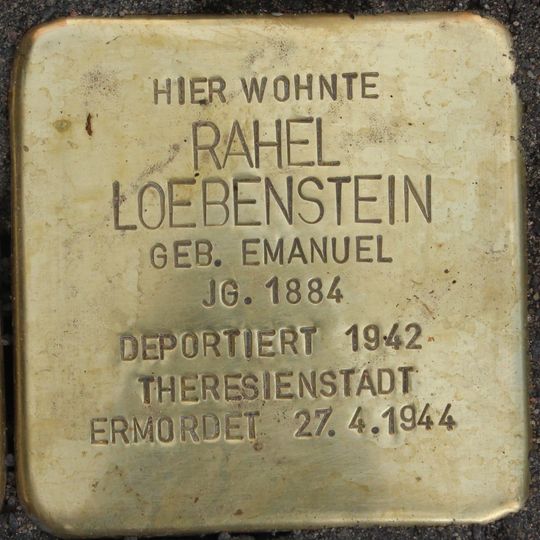 HIER WOHNTE
RAHEL
LOEBENSTEIN
GEB. EMANUEL
JG. 1884
DEPORTIERT 1942
THERESIENSTADT
ERMORDET 27.4.1944